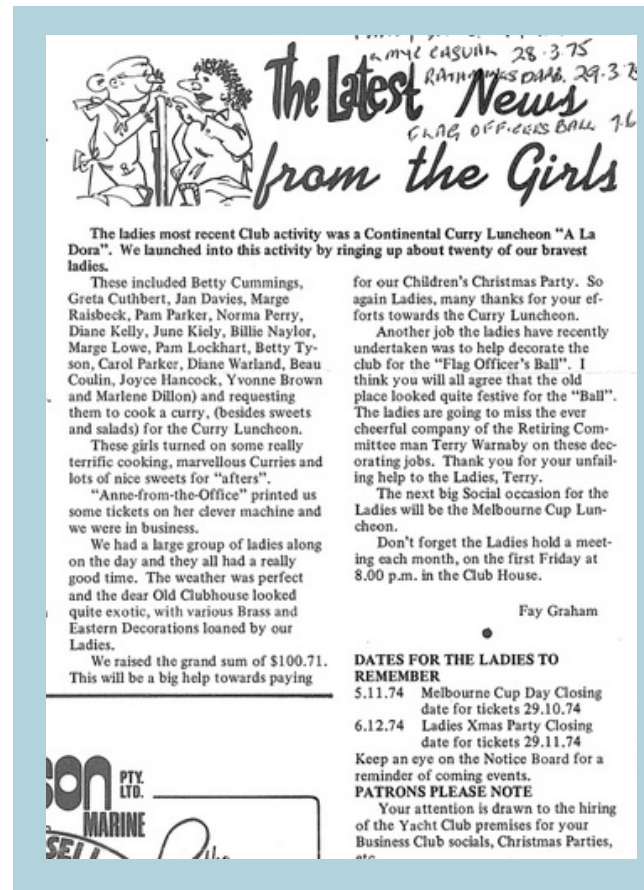 & MYC CASUAL 28.3.75
29.3.7
FLAG OFFICERS BALL 7.6
The Latest News
from the Girls
The ladies most recent Club activity was a Continental Curry Luncheon “A La
Dora”. We launched into this activity by ringing up about twenty of our bravest
ladies.
These included Betty Cummings,
Greta Cuthbert, Jan Davies, Marge
Raisbeck, Pam Parker, Norma Perry,
Diane Kelly, June Kiely, Billie Naylor,
Marge Lowe, Pam Lockhart, Betty Ty-
son, Carol Parker, Diane Warland, Beau
Coulin, Joyce Hancock, Yvonne Brown
and Marlene Dillon) and requesting
them to cook a curry, (besides sweets
and salads) for the Curry Luncheon.
These girls turned on some really
terrific cooking, marvellous Curries and
lots of nice sweets for “afters”.
“Anne-from-the-Office” printed us
some tickets on her clever machine and
we were in business.
We had a large group of ladies along
on the day and they all had a really
good time. The weather was perfect
and the dear Old Clubhouse looked
quite exotic, with various Brass and
Eastern Decorations loaned by our
Ladies.
We raised the grand sum of $100.71.
This will be a big help towards paying
for our Children's Christmas Party. So
again Ladies, many thanks for your ef-
forts towards the Curry Luncheon.
Another job the ladies have recently
undertaken was to help decorate the
club for the “Flag Officer's Ball”. I
think you will all agree that the old
place looked quite festive for the “Ball”.
The ladies are going to miss the ever
cheerful company of the Retiring Com-
mittee man Terry Warnaby on these dec-
orating jobs. Thank you for your unfail-
ing help to the Ladies, Terry.
The next big Social occasion for the
Ladies will be the Melbourne Cup Lun-
cheon.
Don't forget the Ladies hold a meet-
ing each month, on the first Friday at
8.00 p.m. in the Club House.
Fay Graham
DATES FOR THE LADIES TO
REMEMBER
5.11.74 Melbourne Cup Day Closing
date for tickets 29.10.74
6.12.74 Ladies Xmas Party Closing
date for tickets 29.11.74
Keep an eye on the Notice Board for a
reminder of coming events.
PATRONS PLEASE NOTE
Your attention is drawn to the hiring
of the Yacht Club premises for your
Business Club socials, Christmas Parties,
etc.
SON PTY.
LTD.
MARINE
SELL